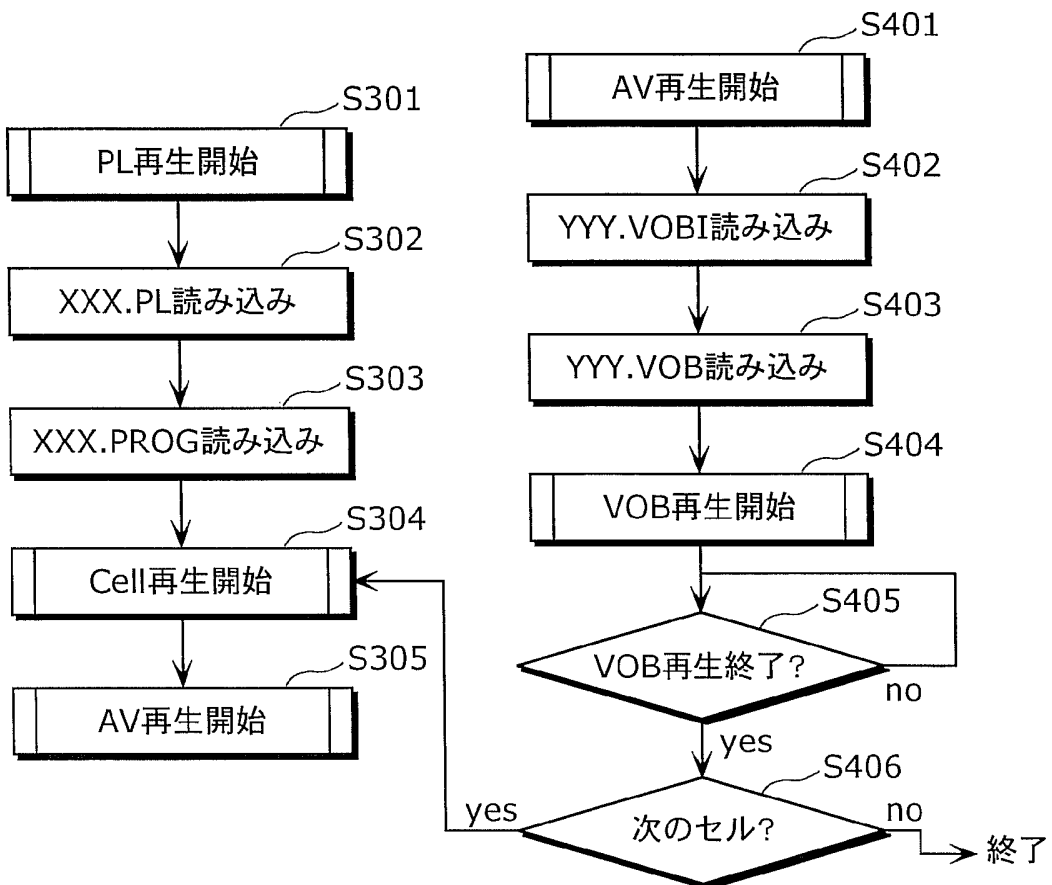 S301
PL再生開始
S302
XXX.PL読み込み
S303
XXX.PROG読み込み
S304
Cell再生開始
S305
AV再生開始
S401
AV再生開始
S402
YYY.VOBI読み込み
S403
YYY.VOB読み込み
S404
VOB再生開始
S405
VOB再生終了?
no
yes
S406
yes
次のセル?
no
終了